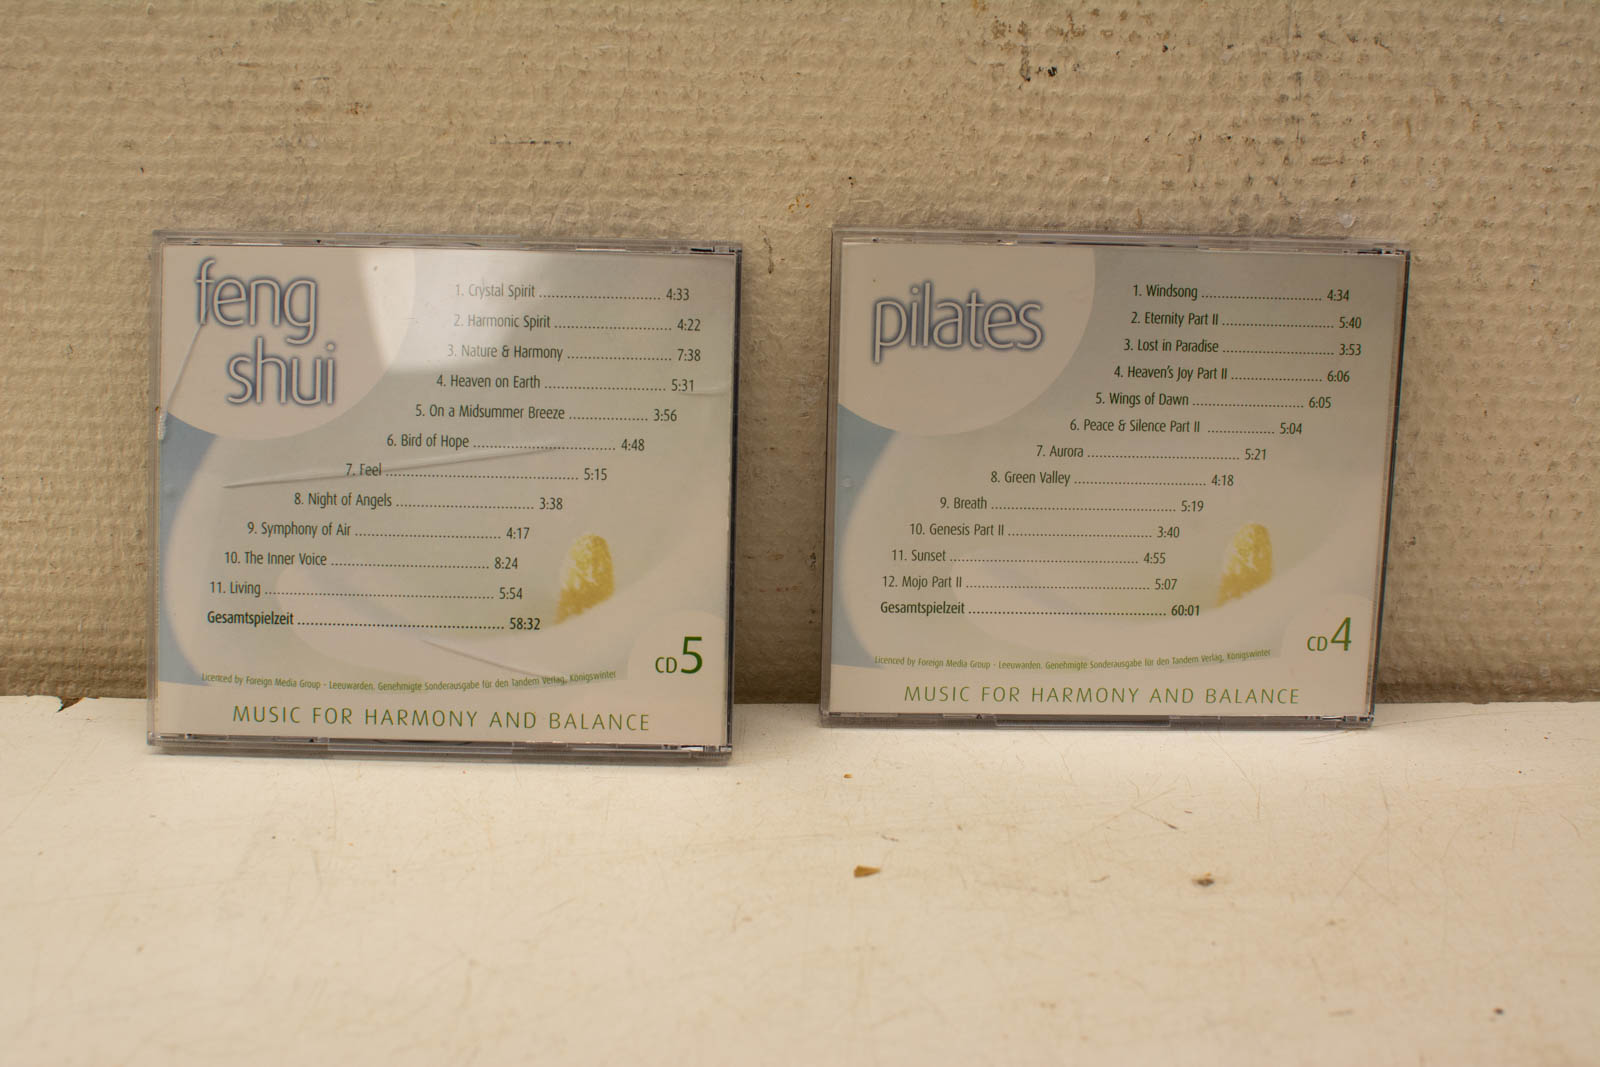 feng
shui
1. Crystal Spirit ............................ 4:33
2. Harmonic Spirit ........................... 4:22
3. Nature & Harmony ........................ 7:38
4. Heaven on Earth ............................ 5:31
5. On a Midsummer Breeze .................. 3:56
6. Bird of Hope ................................. 4:48
7. Feel ............................................. 5:15
8. Night of Angels ................................ 3:38
9. Symphony of Air ................................. 4:17
10. The Inner Voice .................................... 8:24
11. Living .................................................... 5:54
Gesamtspielzeit ................................................ 58:32
CD 5
Licenced by Foreign Media Group - Leeuwarden. Genehmigte Sonderausgabe für den Tandem Verlag, Königswinter
MUSIC FOR HARMONY AND BALANCE
pilates
1. Windsong ............................ 4:34
2. Eternity Part II ........................... 5:40
3. Lost in Paradise ........................... 3:53
4. Heaven's Joy Part II ...................... 6:06
5. Wings of Dawn .......................... 6:05
6. Peace & Silence Part II ............... 5:04
7. Aurora ................................... 5:21
8. Green Valley ............................... 4:18
9. Breath ........................................... 5:19
10. Genesis Part II .................................. 3:40
11. Sunset ............................................ 4:55
12. Mojo Part II .......................................... 5:07
Gesamtspielzeit ............................................. 60:01
CD 4
Licenced by Foreign Media Group - Leeuwarden. Genehmigte Sonderausgabe für den Tandem Verlag, Königswinter
MUSIC FOR HARMONY AND BALANCE